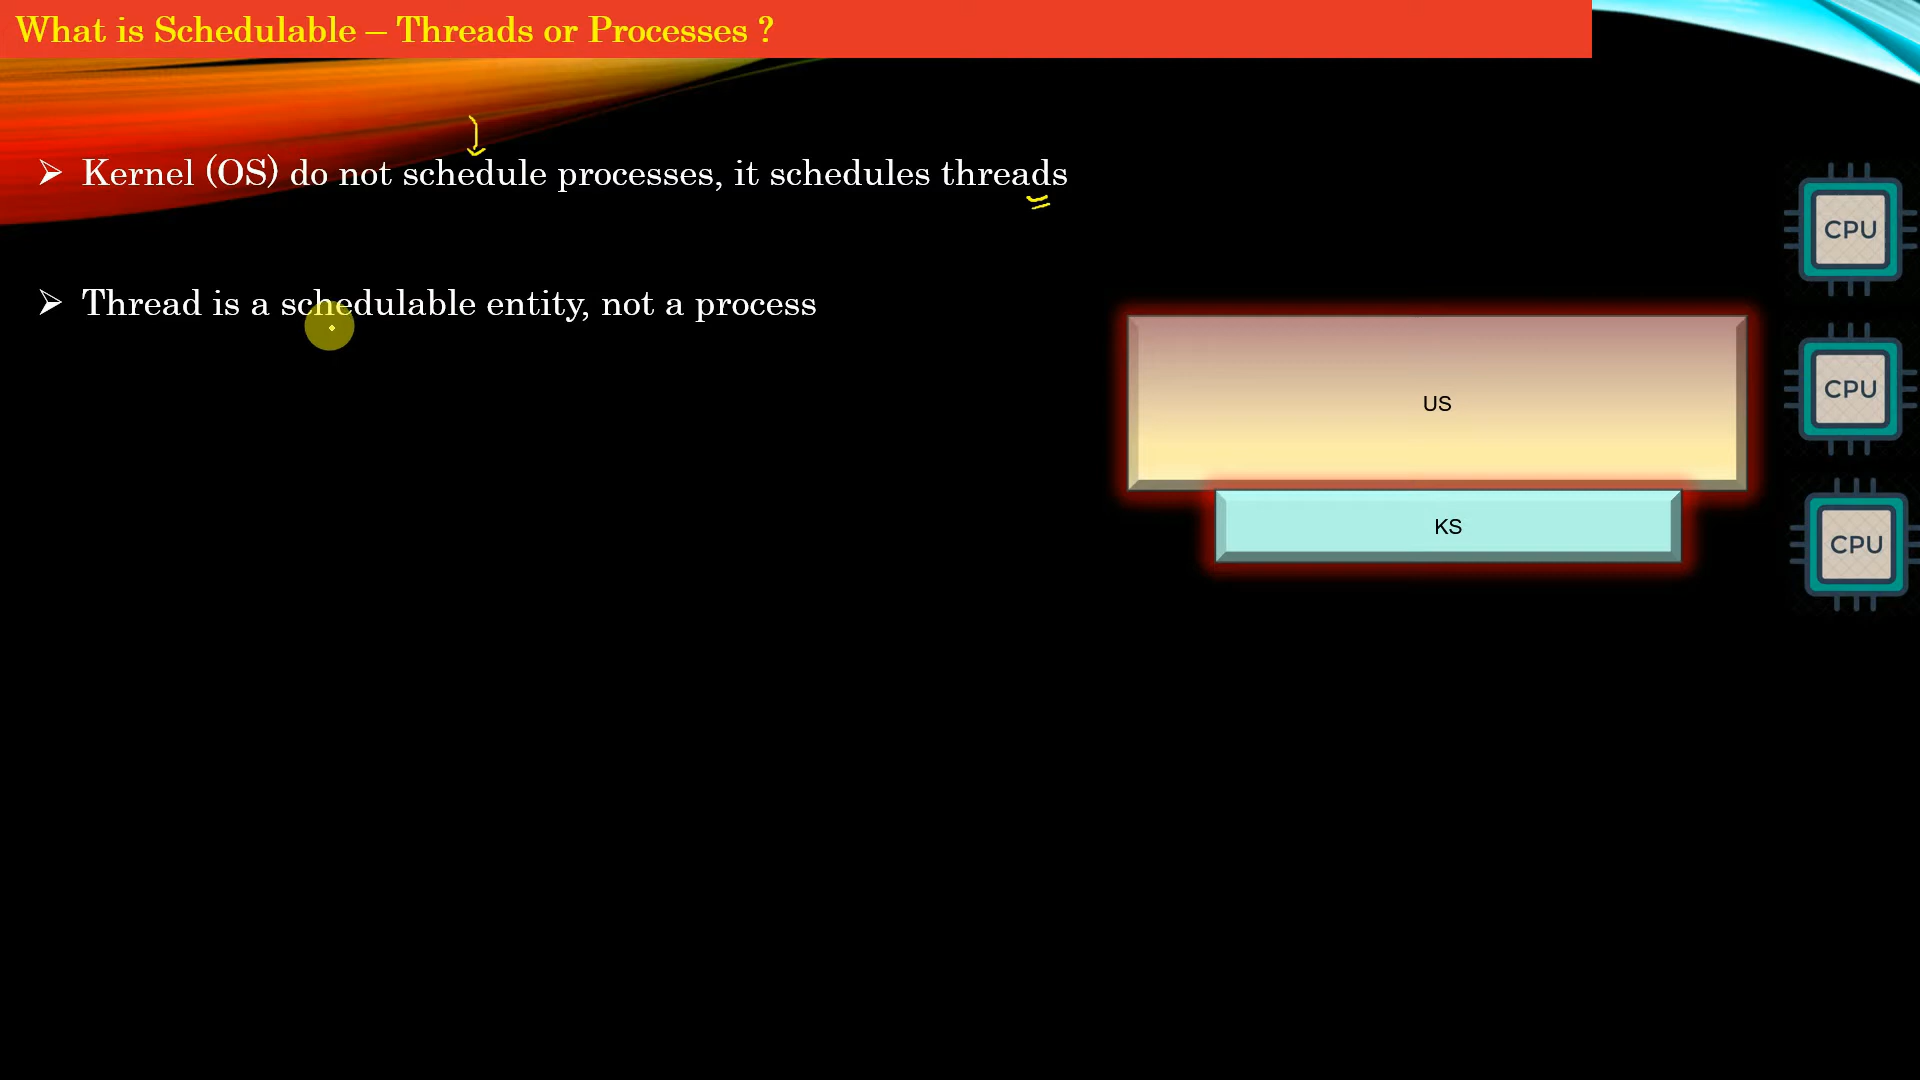 What is Schedulable – Threads or Processes ?
Kernel (OS) do not schedule processes, it schedules threads
Thread is a schedulable entity, not a process
US
KS
CPU
CPU
CPU